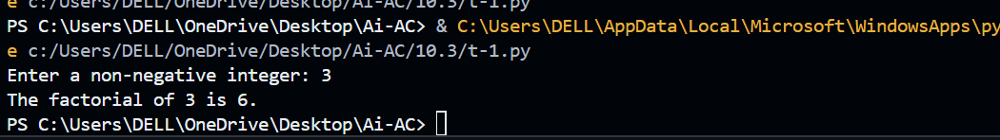 e c:/Users/DELL/OneDrive/Desktop/Ai-AC/10.3/t-1.py
PS C:\Users\DELL\OneDrive\Desktop\Ai-AC> & C:\Users\DELL\AppData\Local\Microsoft\WindowsApps\py
e c:/Users/DELL/OneDrive/Desktop/Ai-AC/10.3/t-1.py
Enter a non-negative integer: 3
The factorial of 3 is 6.
PS C:\Users\DELL\OneDrive\Desktop\Ai-AC>